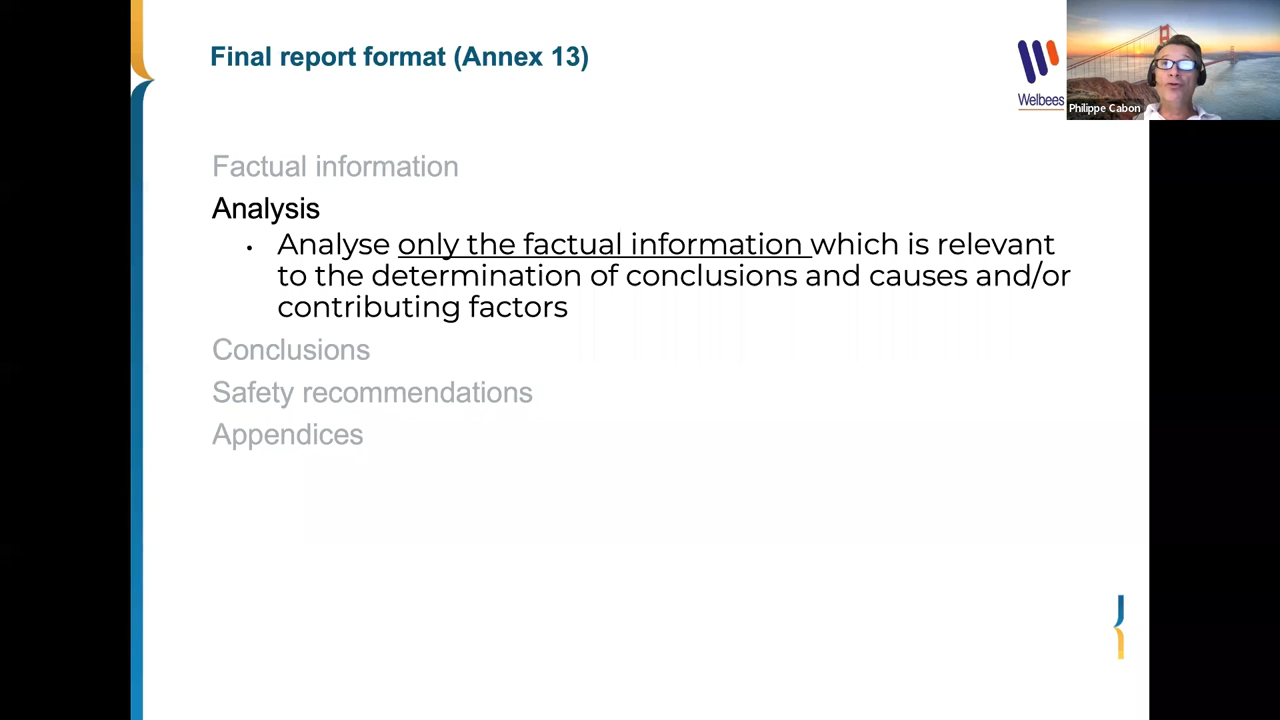 Final report format (Annex 13)
Welbees
Philippe Cabon
Factual information
Analysis
• Analyse only the factual information which is relevant
to the determination of conclusions and causes and/or
contributing factors
Conclusions
Safety recommendations
Appendices